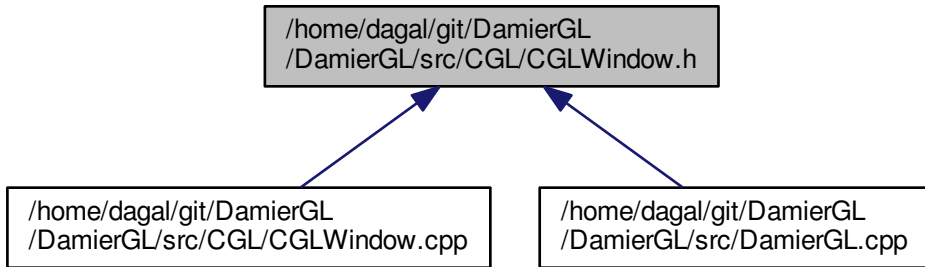 /home/dagal/git/DamierGL
/DamierGL/src/CGL/CGLWindow.h
/home/dagal/git/DamierGL
/DamierGL/src/CGL/CGLWindow.cpp
/home/dagal/git/DamierGL
/DamierGL/src/DamierGL.cpp